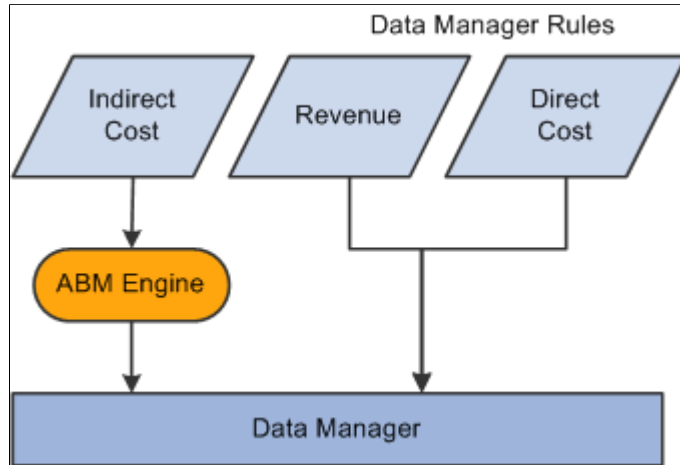 Data Manager Rules
Indirect
Cost
Revenue
Direct
Cost
ABM Engine
Data Manager